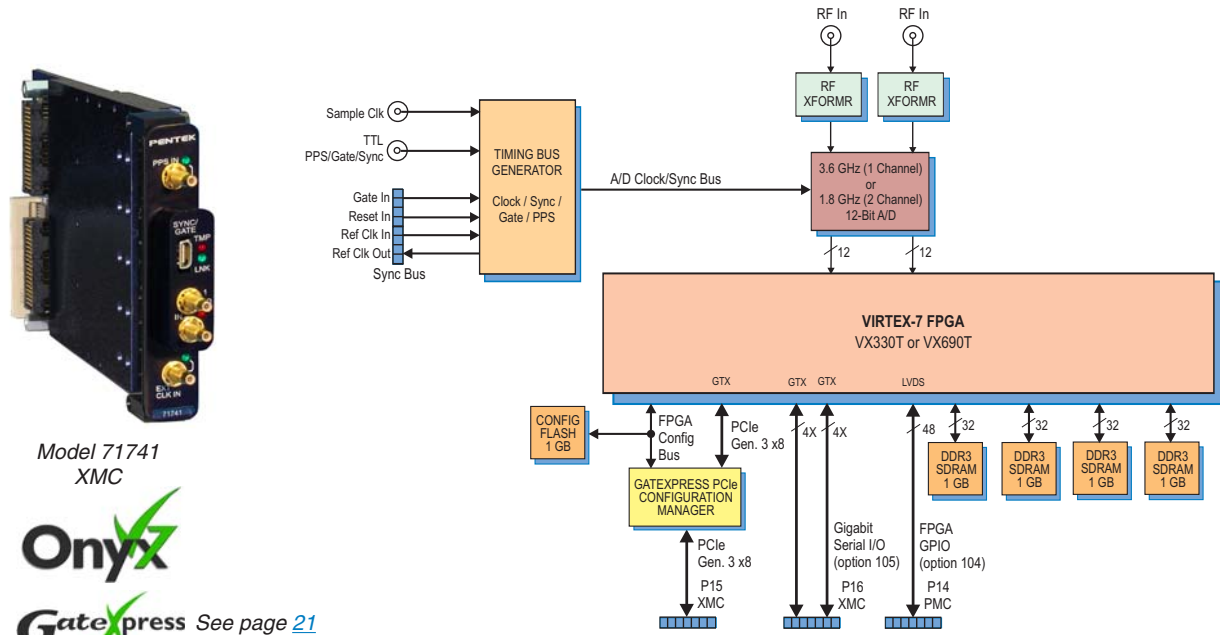 RF In
RF In
RF
XFORMR
RF
XFORMR
Sample Clk
TTL
PPS/Gate/Sync
Gate In
Reset In
Ref Clk In
Ref Clk Out
Sync Bus
TIMING BUS
GENERATOR
Clock / Sync /
Gate / PPS
A/D Clock/Sync Bus
3.6 GHz (1 Channel)
or
1.8 GHz (2 Channel)
12-Bit A/D
12
12
VIRTEX-7 FPGA
VX330T or VX690T
GTX
GTX
GTX
LVDS
CONFIG
FLASH
1 GB
FPGA
Config
Bus
PCIe
Gen. 3 x8
4X
4X
48
32
32
32
32
DDR3
SDRAM
1 GB
DDR3
SDRAM
1 GB
DDR3
SDRAM
1 GB
DDR3
SDRAM
1 GB
GATEXPRESS PCIe
CONFIGURATION
MANAGER
PCIe
Gen. 3 x8
Gigabit
Serial I/O
(option 105)
FPGA
GPIO
(option 104)
P15
XMC
P16
XMC
P14
PMC
PENTEK
PPS IN
SYNC/
GATE
TMP
LNK
1
CLK IN
71741
Model 71741
XMC
Onyx7
GateXpress See page 21